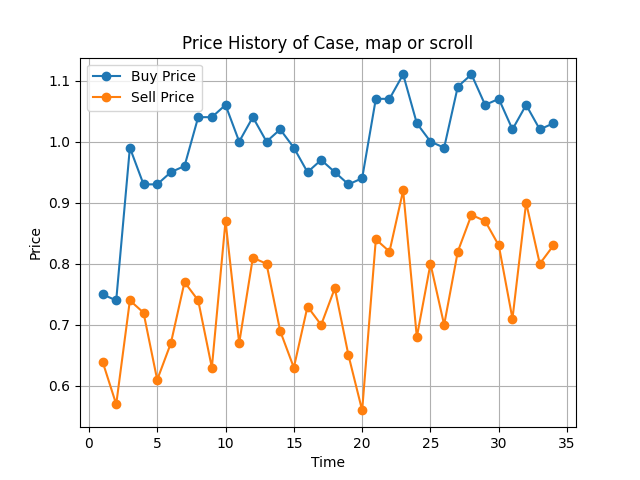 Price History of Case, map or scroll
Buy Price
Sell Price
Price
1.1
1.0
0.9
0.8
0.7
0.6
0 5 10 15 20 25 30 35
Time